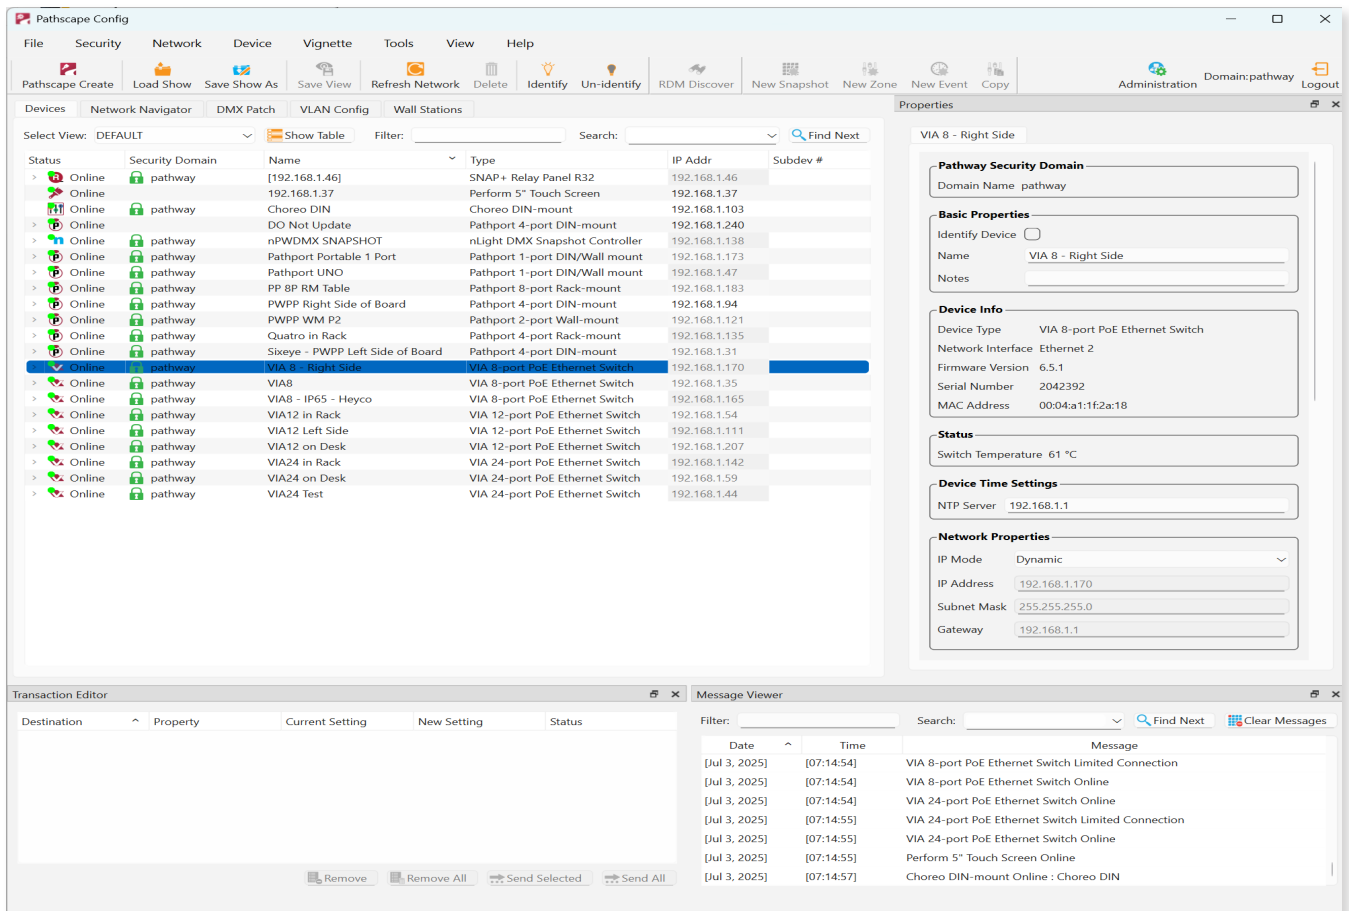 Pathscape Config
File Security Network Device Vignette Tools View Help
Pathscape Create Load Show Save Show As Save View Refresh Network Delete Identify Un-identify RDM Discover New Snapshot New Zone New Event Copy Administration Domain:pathway Logout
Devices Network Navigator DMX Patch VLAN Config Wall Stations
Select View: DEFAULT Show Table Filter: Search: Find Next
Status Security Domain Name Type IP Addr Subdev #
Online pathway [192.168.1.46] SNAP+ Relay Panel R32 192.168.1.46
Online 192.168.1.37 Perform 5" Touch Screen 192.168.1.37
Online pathway Choreo DIN Choreo DIN-mount 192.168.1.103
Online DO Not Update Pathport 4-port DIN-mount 192.168.1.240
Online pathway nPWDMX SNAPSHOT nLight DMX Snapshot Controller 192.168.1.138
Online pathway Pathport Portable 1 Port Pathport 1-port DIN/Wall mount 192.168.1.173
Online pathway Pathport UNO Pathport 1-port DIN/Wall mount 192.168.1.47
Online pathway PP 8P RM Table Pathport 8-port Rack-mount 192.168.1.183
Online pathway PWPP Right Side of Board Pathport 4-port DIN-mount 192.168.1.94
Online pathway PWPP WM P2 Pathport 2-port Wall-mount 192.168.1.121
Online pathway Quatro in Rack Pathport 4-port Rack-mount 192.168.1.135
Online pathway Sixeye - PWPP Left Side of Board Pathport 4-port DIN-mount 192.168.1.31
Online pathway VIA 8 - Right Side VIA 8-port PoE Ethernet Switch 192.168.1.170
Online pathway VIA8 VIA 8-port PoE Ethernet Switch 192.168.1.35
Online pathway VIA8 - IP65 - Heyco VIA 8-port PoE Ethernet Switch 192.168.1.165
Online pathway VIA12 in Rack VIA 12-port PoE Ethernet Switch 192.168.1.54
Online pathway VIA12 Left Side VIA 12-port PoE Ethernet Switch 192.168.1.111
Online pathway VIA12 on Desk VIA 12-port PoE Ethernet Switch 192.168.1.207
Online pathway VIA24 in Rack VIA 24-port PoE Ethernet Switch 192.168.1.142
Online pathway VIA24 on Desk VIA 24-port PoE Ethernet Switch 192.168.1.59
Online pathway VIA24 Test VIA 24-port PoE Ethernet Switch 192.168.1.44
Properties
VIA 8 - Right Side
Pathway Security Domain
Domain Name pathway
Basic Properties
Identify Device
Name VIA 8 - Right Side
Notes
Device Info
Device Type VIA 8-port PoE Ethernet Switch
Network Interface Ethernet 2
Firmware Version 6.5.1
Serial Number 2042392
MAC Address 00:04:a1:1f:2a:18
Status
Switch Temperature 61 °C
Device Time Settings
NTP Server 192.168.1.1
Network Properties
IP Mode Dynamic
IP Address 192.168.1.170
Subnet Mask 255.255.255.0
Gateway 192.168.1.1
Transaction Editor
Destination Property Current Setting New Setting Status
Remove Remove All Send Selected Send All
Message Viewer
Filter: Search: Find Next Clear Messages
Date Time Message
[Jul 3, 2025] [07:14:54] VIA 8-port PoE Ethernet Switch Limited Connection
[Jul 3, 2025] [07:14:54] VIA 8-port PoE Ethernet Switch Online
[Jul 3, 2025] [07:14:54] VIA 24-port PoE Ethernet Switch Online
[Jul 3, 2025] [07:14:55] VIA 24-port PoE Ethernet Switch Limited Connection
[Jul 3, 2025] [07:14:55] VIA 24-port PoE Ethernet Switch Online
[Jul 3, 2025] [07:14:55] Perform 5" Touch Screen Online
[Jul 3, 2025] [07:14:57] Choreo DIN-mount Online : Choreo DIN